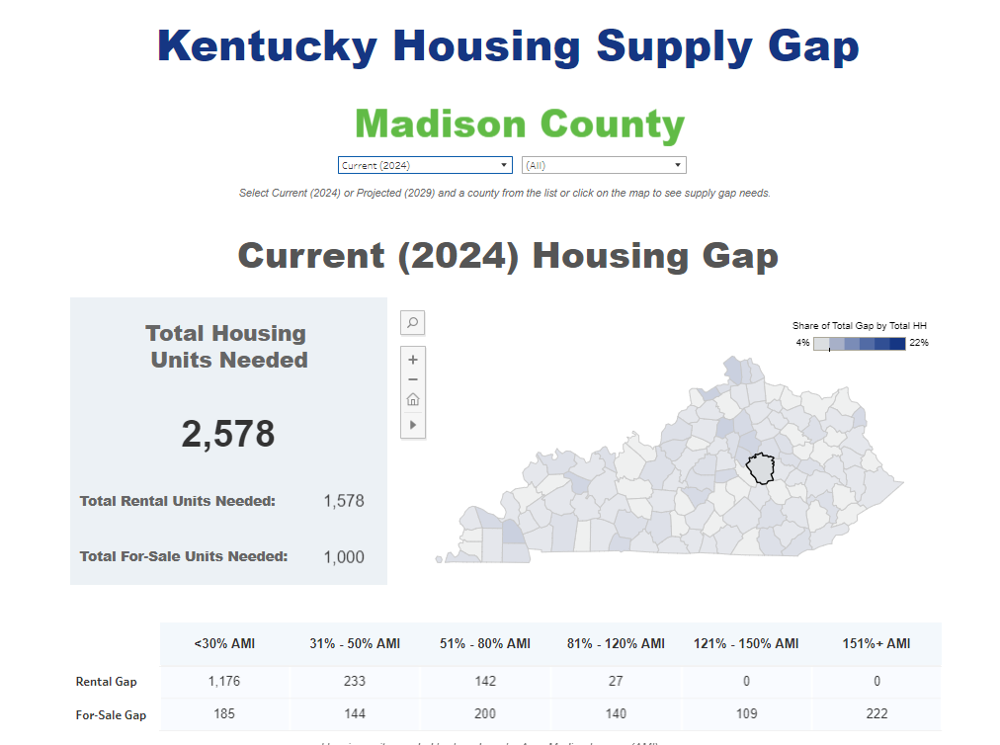 Kentucky Housing Supply Gap
Madison County
Current (2024) (All)
Select Current (2024) or Projected (2029) and a county from the list or click on the map to see supply gap needs.
Current (2024) Housing Gap
Total Housing
Units Needed
2,578
Total Rental Units Needed: 1,578
Total For-Sale Units Needed: 1,000
Share of Total Gap by Total HH
4% 22%
<30% AMI 31% - 50% AMI 51% - 80% AMI 81% - 120% AMI 121% - 150% AMI 151%+ AMI
Rental Gap 1,176 233 142 27 0 0
For-Sale Gap 185 144 200 140 109 222